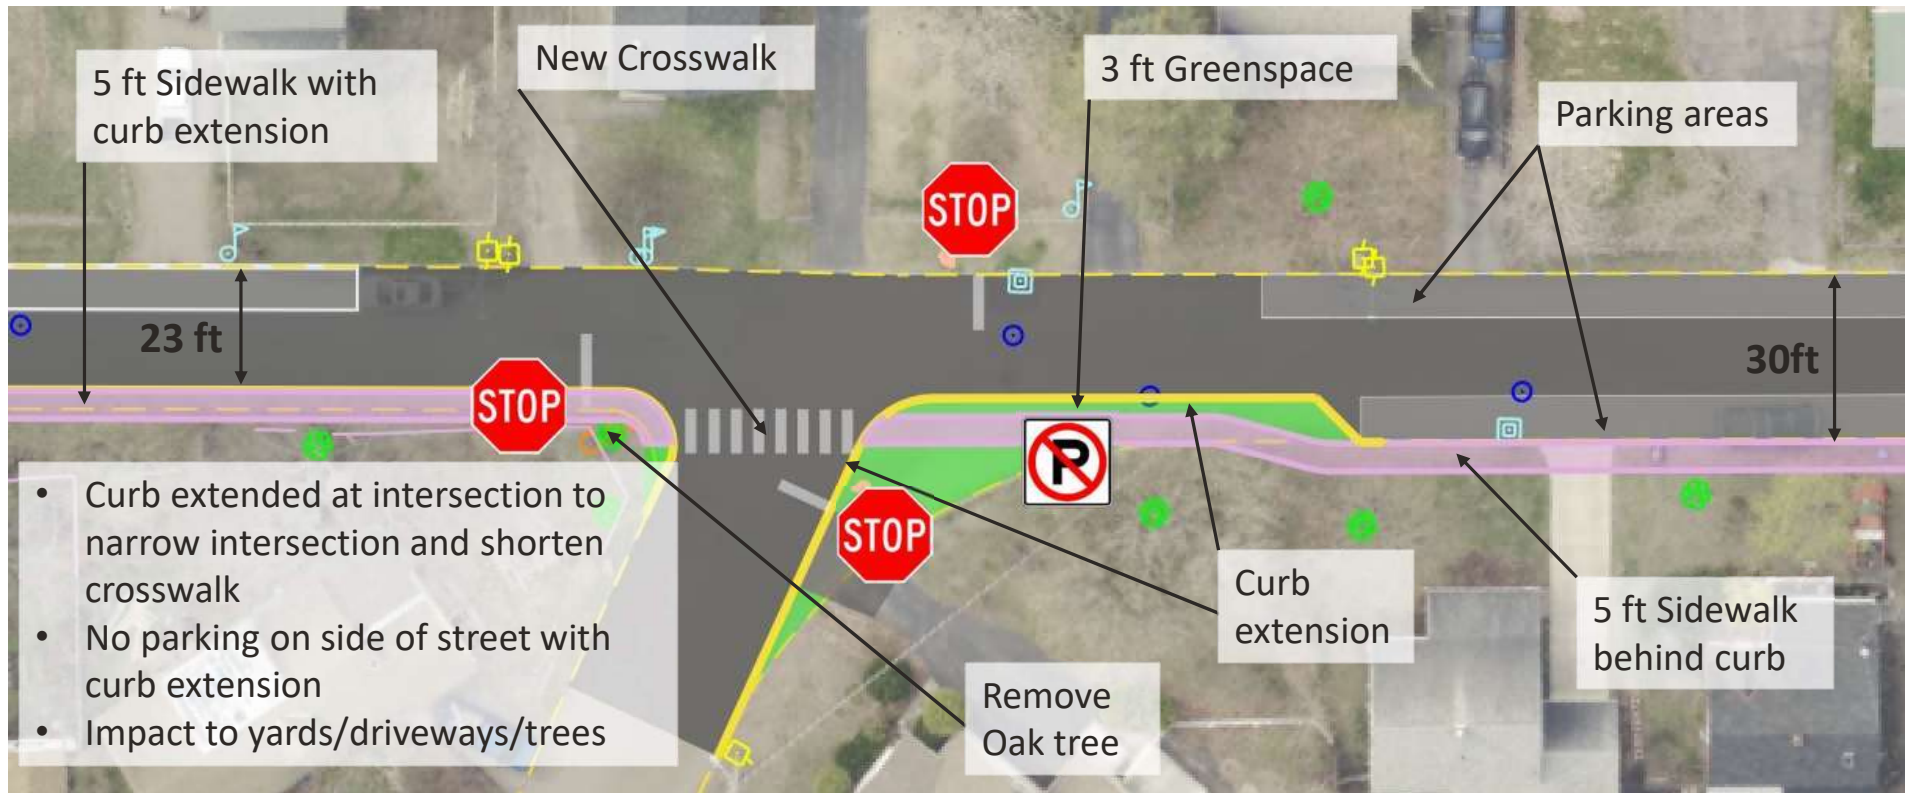 5 ft Sidewalk with
curb extension
New Crosswalk
3 ft Greenspace
Parking areas
STOP
23 ft
30ft
STOP
P
STOP
• Curb extended at intersection to
narrow intersection and shorten
crosswalk
• No parking on side of street with
curb extension
• Impact to yards/driveways/trees
Remove
Oak tree
Curb
extension
5 ft Sidewalk
behind curb